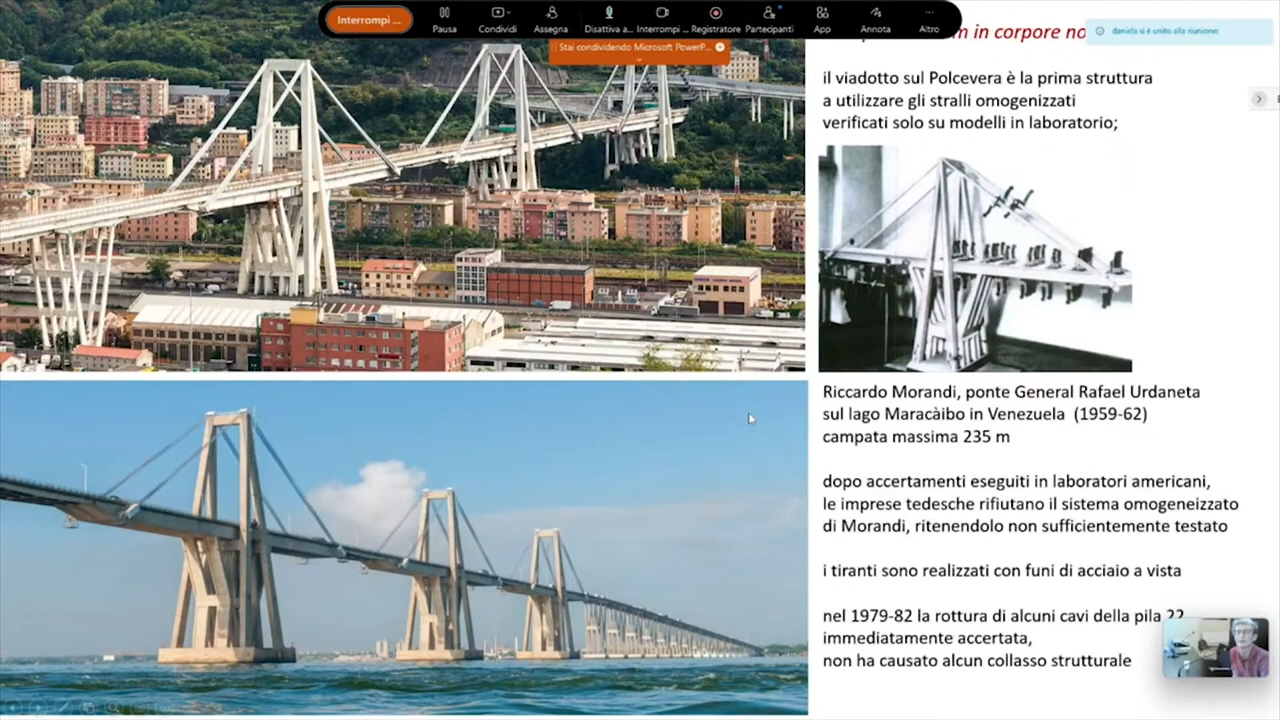 Interrompi ...
Pausa
Condividi
Assegna
Disattiva a...
Interrompi ...
Registratore
Partecipanti
App
Annota
Altro
Stai condividendo Microsoft PowerP...
in corpore no
daniela si è unito alla riunione:
il viadotto sul Polcevera è la prima struttura
a utilizzare gli stralli omogenizzati
verificati solo su modelli in laboratorio;
Riccardo Morandi, ponte General Rafael Urdaneta
sul lago Maracàibo in Venezuela (1959-62)
campata massima 235 m
dopo accertamenti eseguiti in laboratori americani,
le imprese tedesche rifiutano il sistema omogeneizzato
di Morandi, ritenendolo non sufficientemente testato
i tiranti sono realizzati con funi di acciaio a vista
nel 1979-82 la rottura di alcuni cavi della pila 22
immediatamente accertata,
non ha causato alcun collasso strutturale